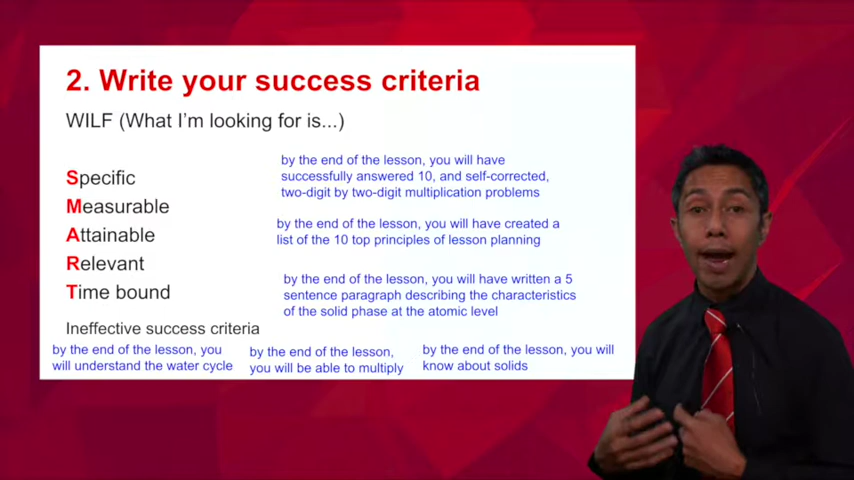 2. Write your success criteria
WILF (What I'm looking for is...)
Specific
Measurable
Attainable
Relevant
Time bound
by the end of the lesson, you will have
successfully answered 10, and self-corrected,
two-digit by two-digit multiplication problems
by the end of the lesson, you will have created a
list of the 10 top principles of lesson planning
by the end of the lesson, you will have written a 5
sentence paragraph describing the characteristics
of the solid phase at the atomic level
Ineffective success criteria
by the end of the lesson, you
will understand the water cycle
by the end of the lesson,
you will be able to multiply
by the end of the lesson, you will
know about solids